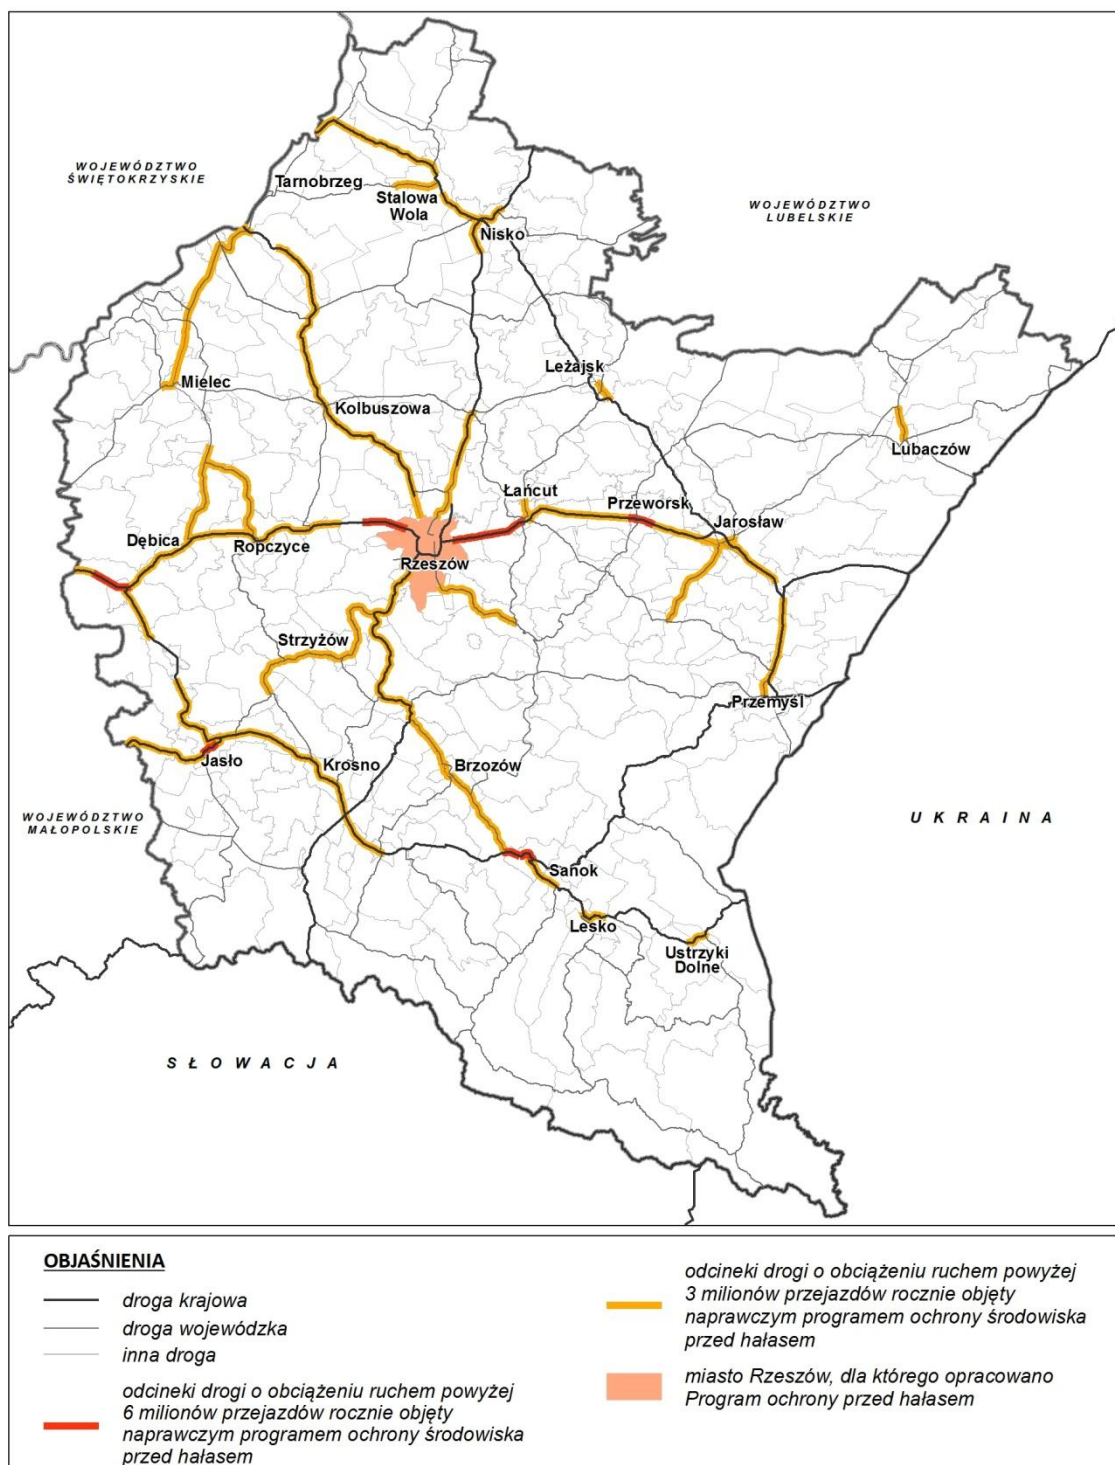 WOJEWÓDZTWO
ŚWIĘTOKRZYSKIE
Tarnobrzeg
Stalowa
Wola
WOJEWÓDZTWO
LUBELSKIE
Nisko
Leżajsk
Mielec
Kolbuszowa
Lubaczów
Łańcut
Przeworsk
Jarosław
Dębica
Ropczyce
Rzeszów
Strzyżów
Przemyśl
Jasło
Krosno
Brzozów
WOJEWÓDZTWO
MAŁOPOLSKIE
UKRAINA
Sanok
Lesko
Ustrzyki
Dolne
SŁOWACJA
OBJAŚNIENIA
droga krajowa
droga wojewódzka
inna droga
odcineki drogi o obciążeniu ruchem powyżej
6 milionów przejazdów rocznie objęty
naprawczym programem ochrony środowiska
przed hałasem
odcineki drogi o obciążeniu ruchem powyżej
3 milionów przejazdów rocznie objęty
naprawczym programem ochrony środowiska
przed hałasem
miasto Rzeszów, dla którego opracowano
Program ochrony przed hałasem